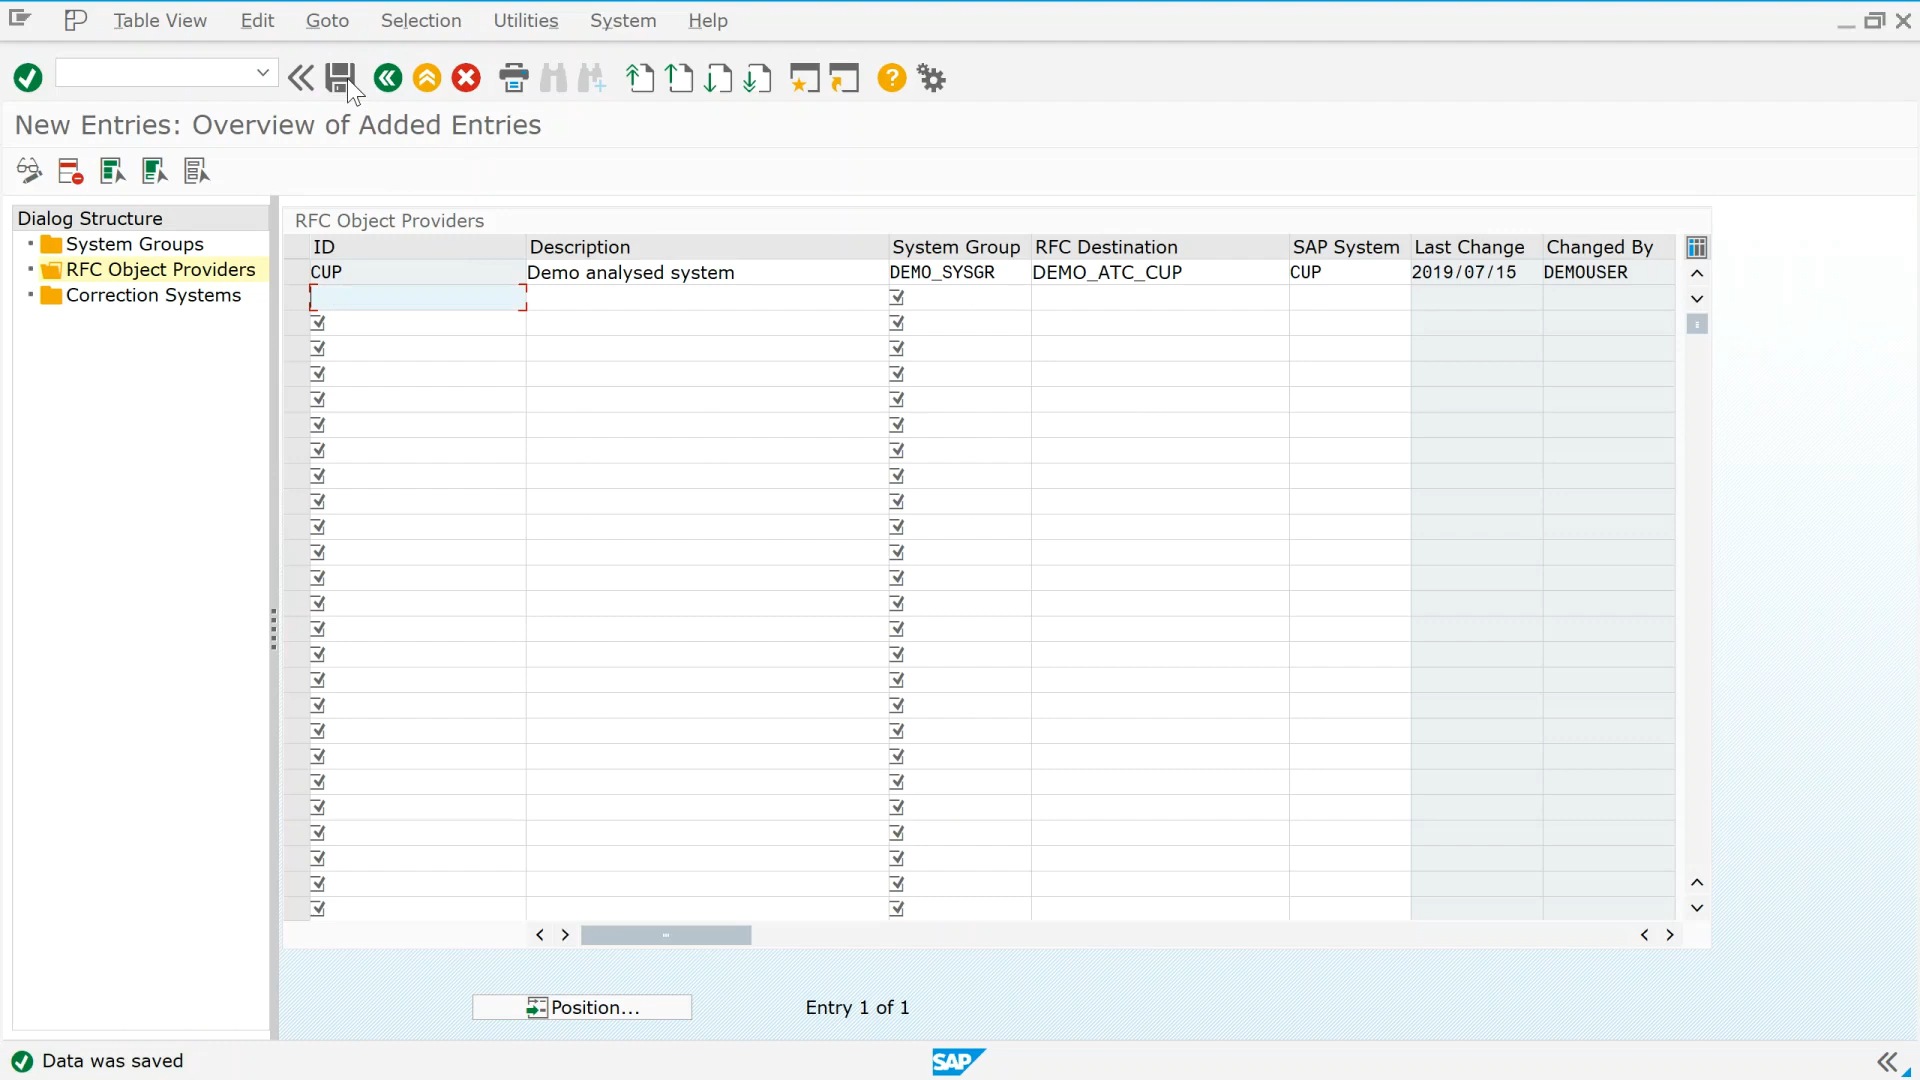 Table View Edit Goto Selection Utilities System Help
New Entries: Overview of Added Entries
Dialog Structure
System Groups
RFC Object Providers
Correction Systems
RFC Object Providers
ID Description System Group RFC Destination SAP System Last Change Changed By
CUP Demo analysed system DEMO_SYSGR DEMO_ATC_CUP CUP 2019/07/15 DEMOUSER
Position... Entry 1 of 1
Data was saved
SAP